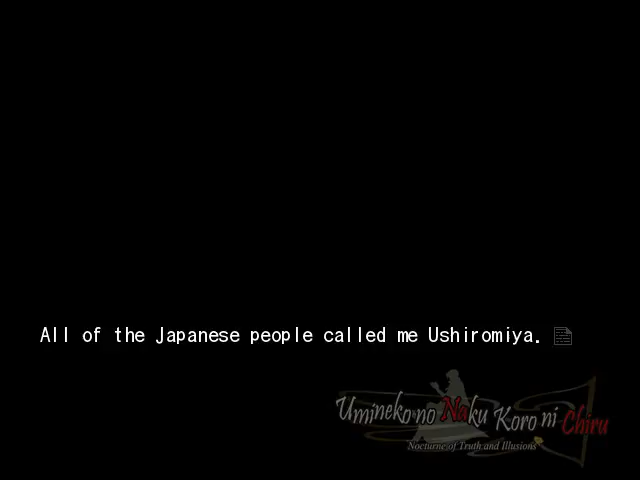 All of the Japanese people called me Ushiromiya.
Umineko no Naku Koro ni Chiru
Nocturne of Truth and Illusions